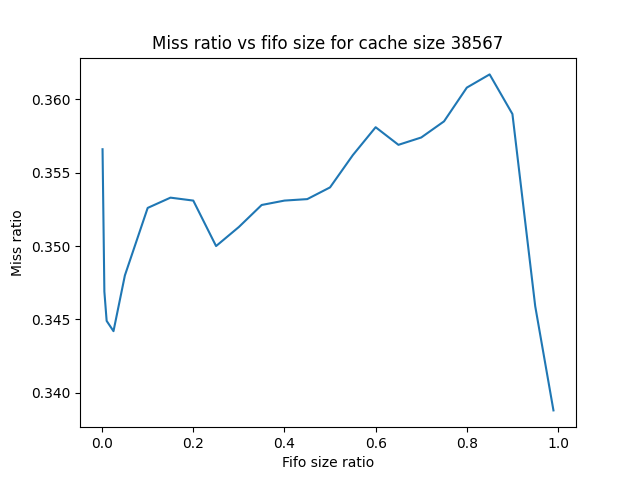 Miss ratio vs fifo size for cache size 38567
0.360
0.355
0.350
0.345
0.340
Miss ratio
0.0 0.2 0.4 0.6 0.8 1.0
Fifo size ratio